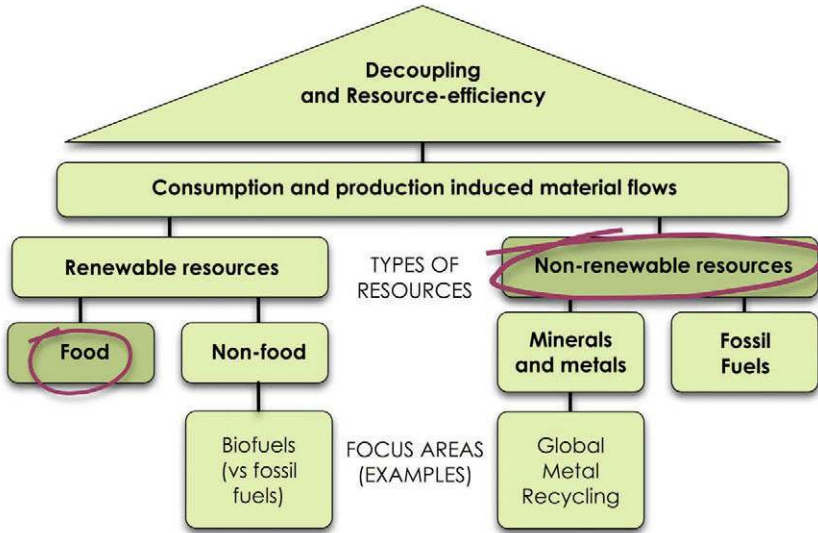 Decoupling
and Resource-efficiency
Consumption and production induced material flows
Renewable resources
TYPES OF
RESOURCES
Non-renewable resources
Food
Non-food
Minerals
and metals
Fossil
Fuels
Biofuels
(vs fossil
fuels)
FOCUS AREAS
(EXAMPLES)
Global
Metal
Recycling